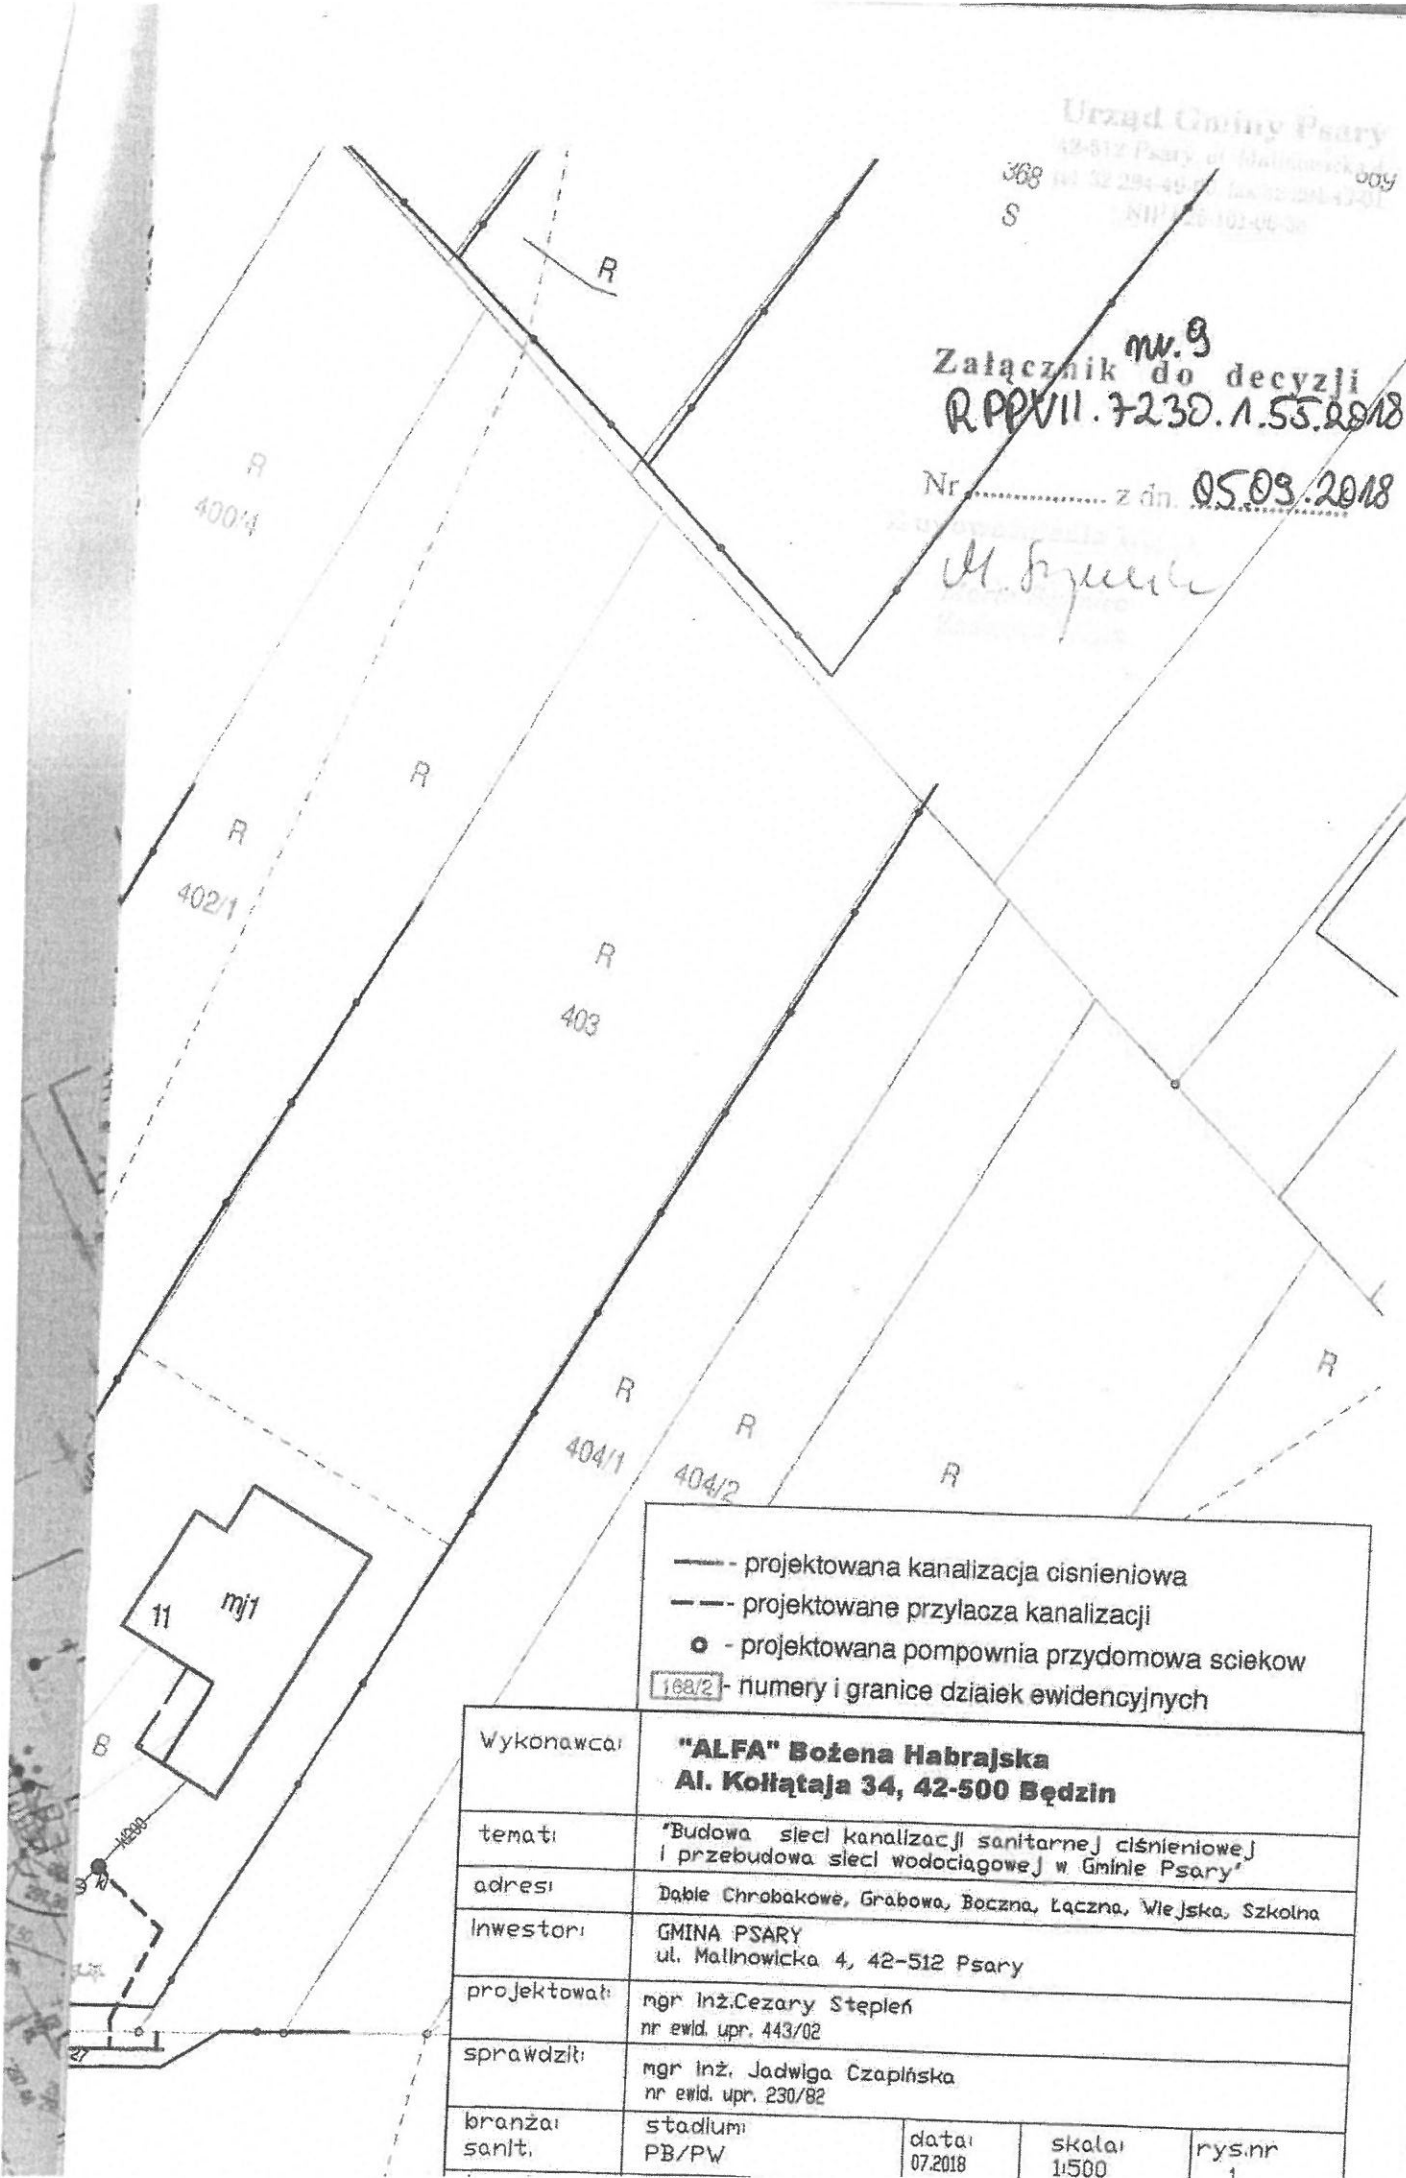 Urząd Gminy Psary
368
S
R
nr.9
Załącznik do decyzji
RPPVII.7230.1.55.2018
Nr ............... z dn. 05.09.2018
R
400/4
R
R
402/1
R
403
R
R
404/1
R
404/2
R
11
mj1
B
- projektowana kanalizacja cisnieniowa
- projektowane przylacza kanalizacji
- projektowana pompownia przydomowa sciekow
168/2 - numery i granice dzialek ewidencyjnych
Wykonawca:
"ALFA" Bożena Habrajska
Al. Kołłątaja 34, 42-500 Będzin
temat:
"Budowa sieci kanalizacji sanitarnej ciśnieniowej
i przebudowa sieci wodociągowej w Gminie Psary"
adres:
Dąbie Chrobakowe, Grabowa, Boczna, Łączna, Wiejska, Szkolna
Inwestor:
GMINA PSARY
ul. Malinowicka 4, 42-512 Psary
projektował:
mgr inż.Cezary Stępień
nr ewid. upr. 443/02
sprawdził:
mgr inż. Jadwiga Czapińska
nr ewid. upr. 230/82
branża:
sanit.
stadium:
PB/PW
data:
07.2018
skala:
1:500
rys.nr
1